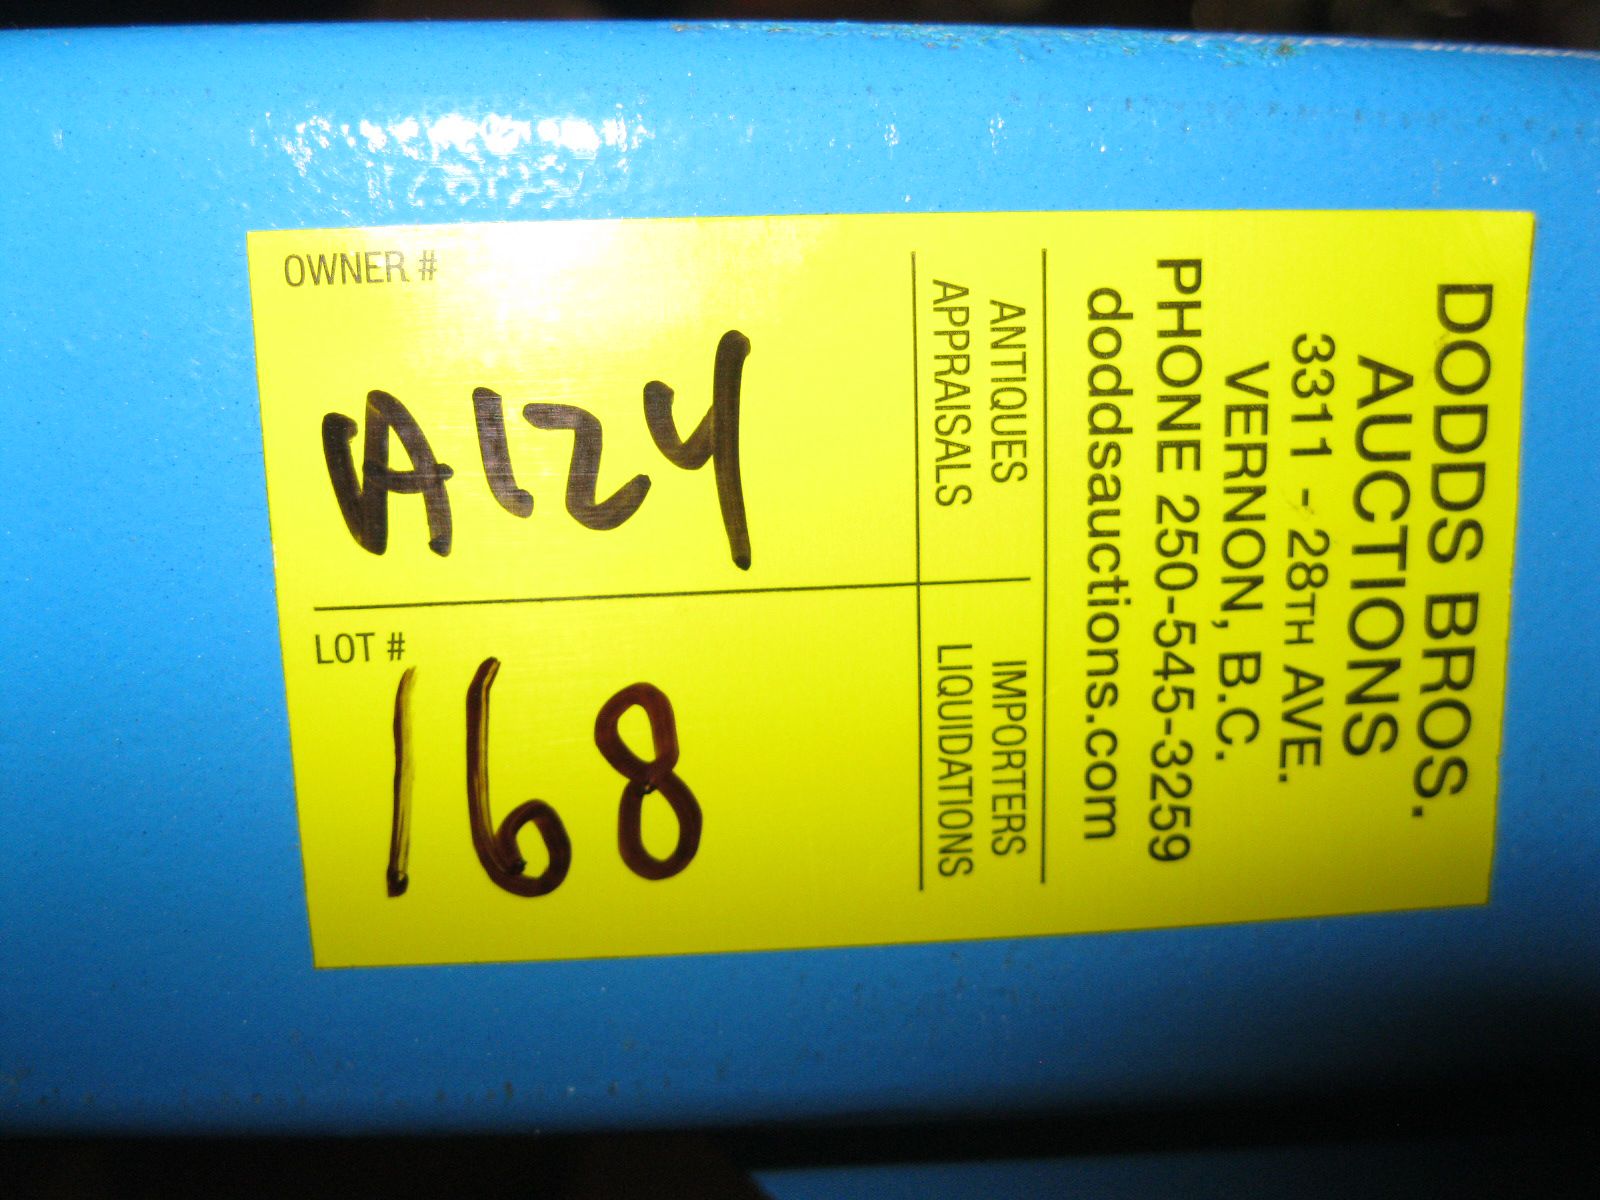 DODDS BROS.
AUCTIONS
3311 - 28TH AVE.
VERNON, B.C.
PHONE 250-545-3259
doddsauctions.com
ANTIQUES
APPRAISALS
IMPORTERS
LIQUIDATIONS
OWNER #
A124
LOT #
168